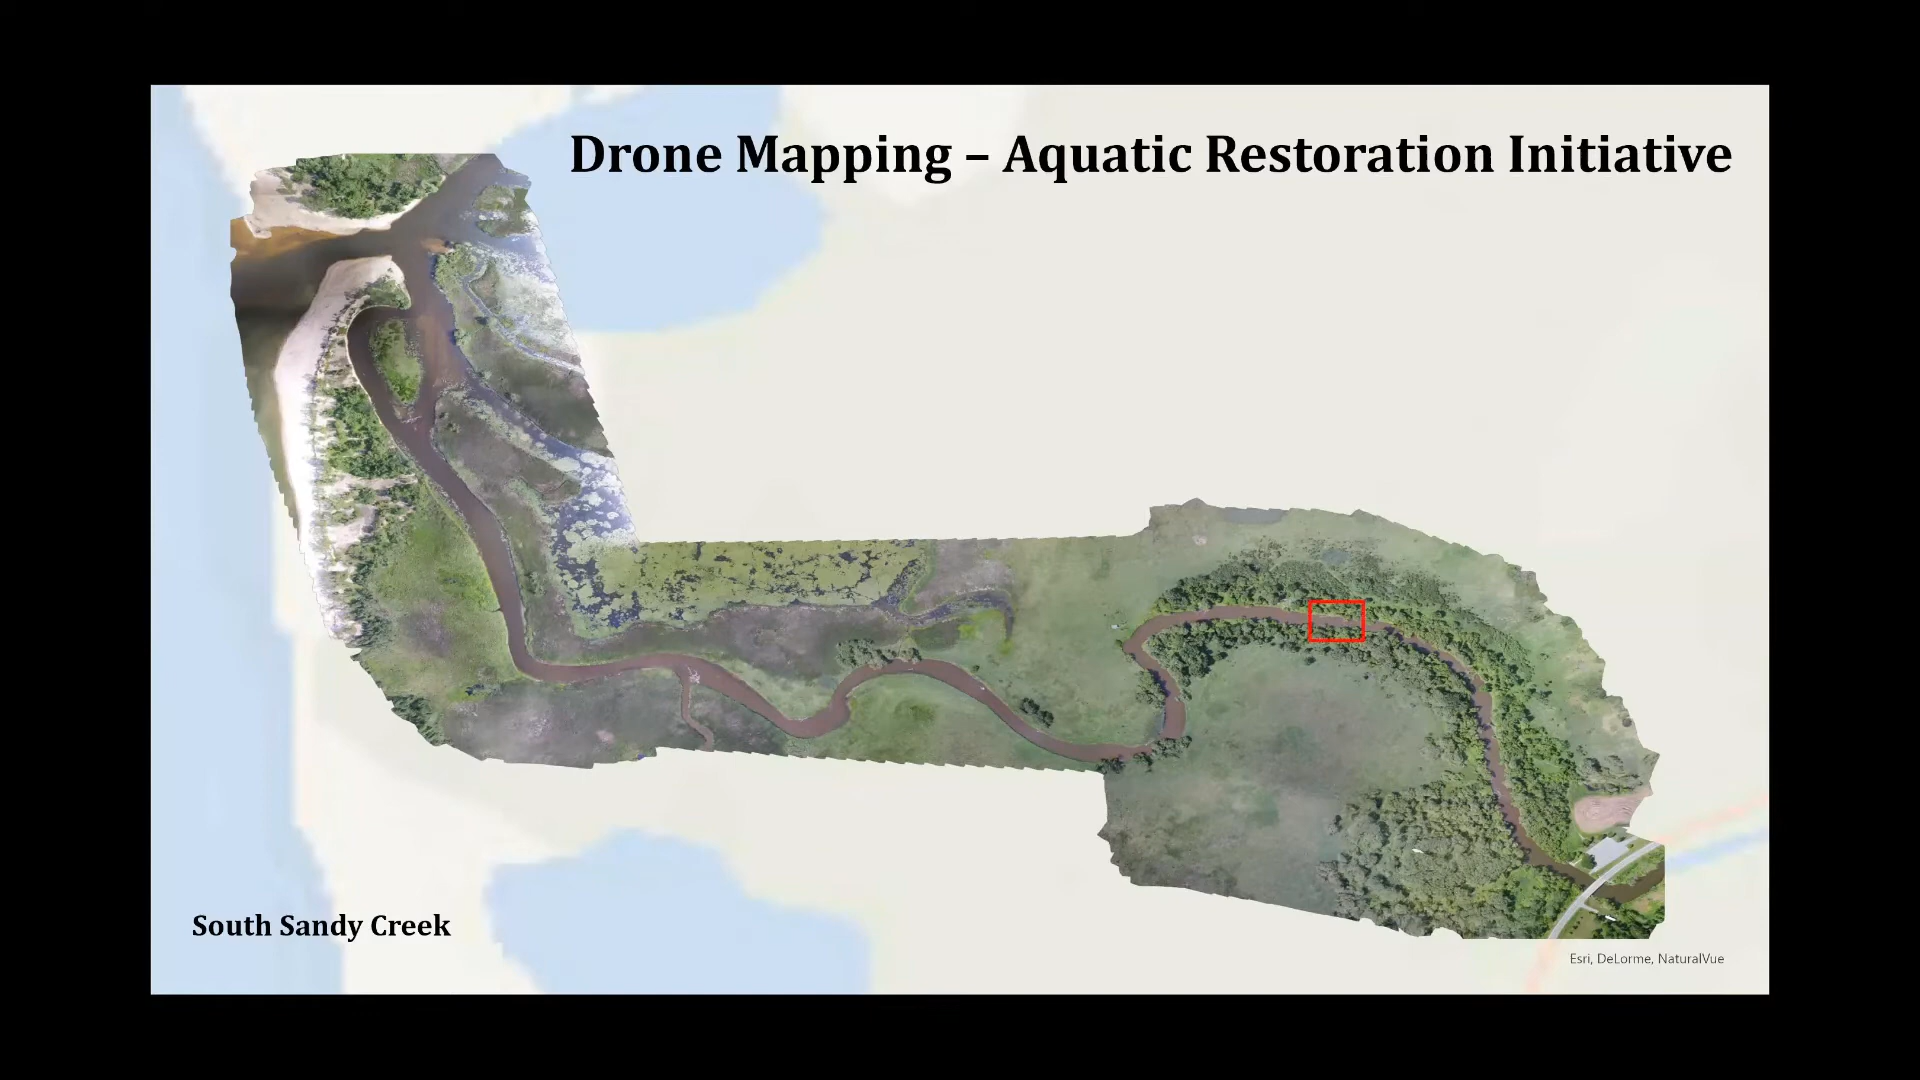 Drone Mapping – Aquatic Restoration Initiative
South Sandy Creek
Esri, DeLorme, NaturalVue